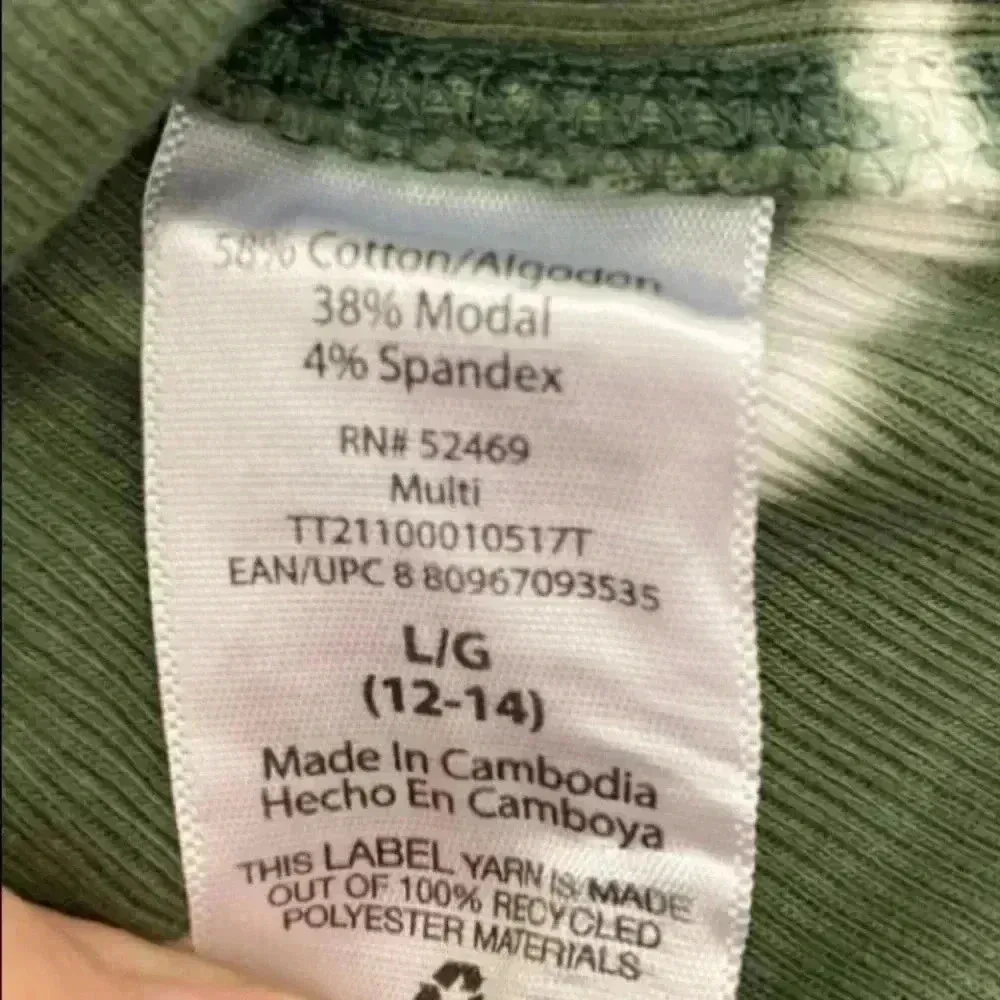 58% Cotton/Algodon
38% Modal
4% Spandex
RN# 52469
Multi
TT21100010517T
EAN/UPC 8 80967093535
L/G
(12-14)
Made In Cambodia
Hecho En Camboya
THIS LABEL YARN IS MADE
OUT OF 100% RECYCLED
POLYESTER MATERIALS